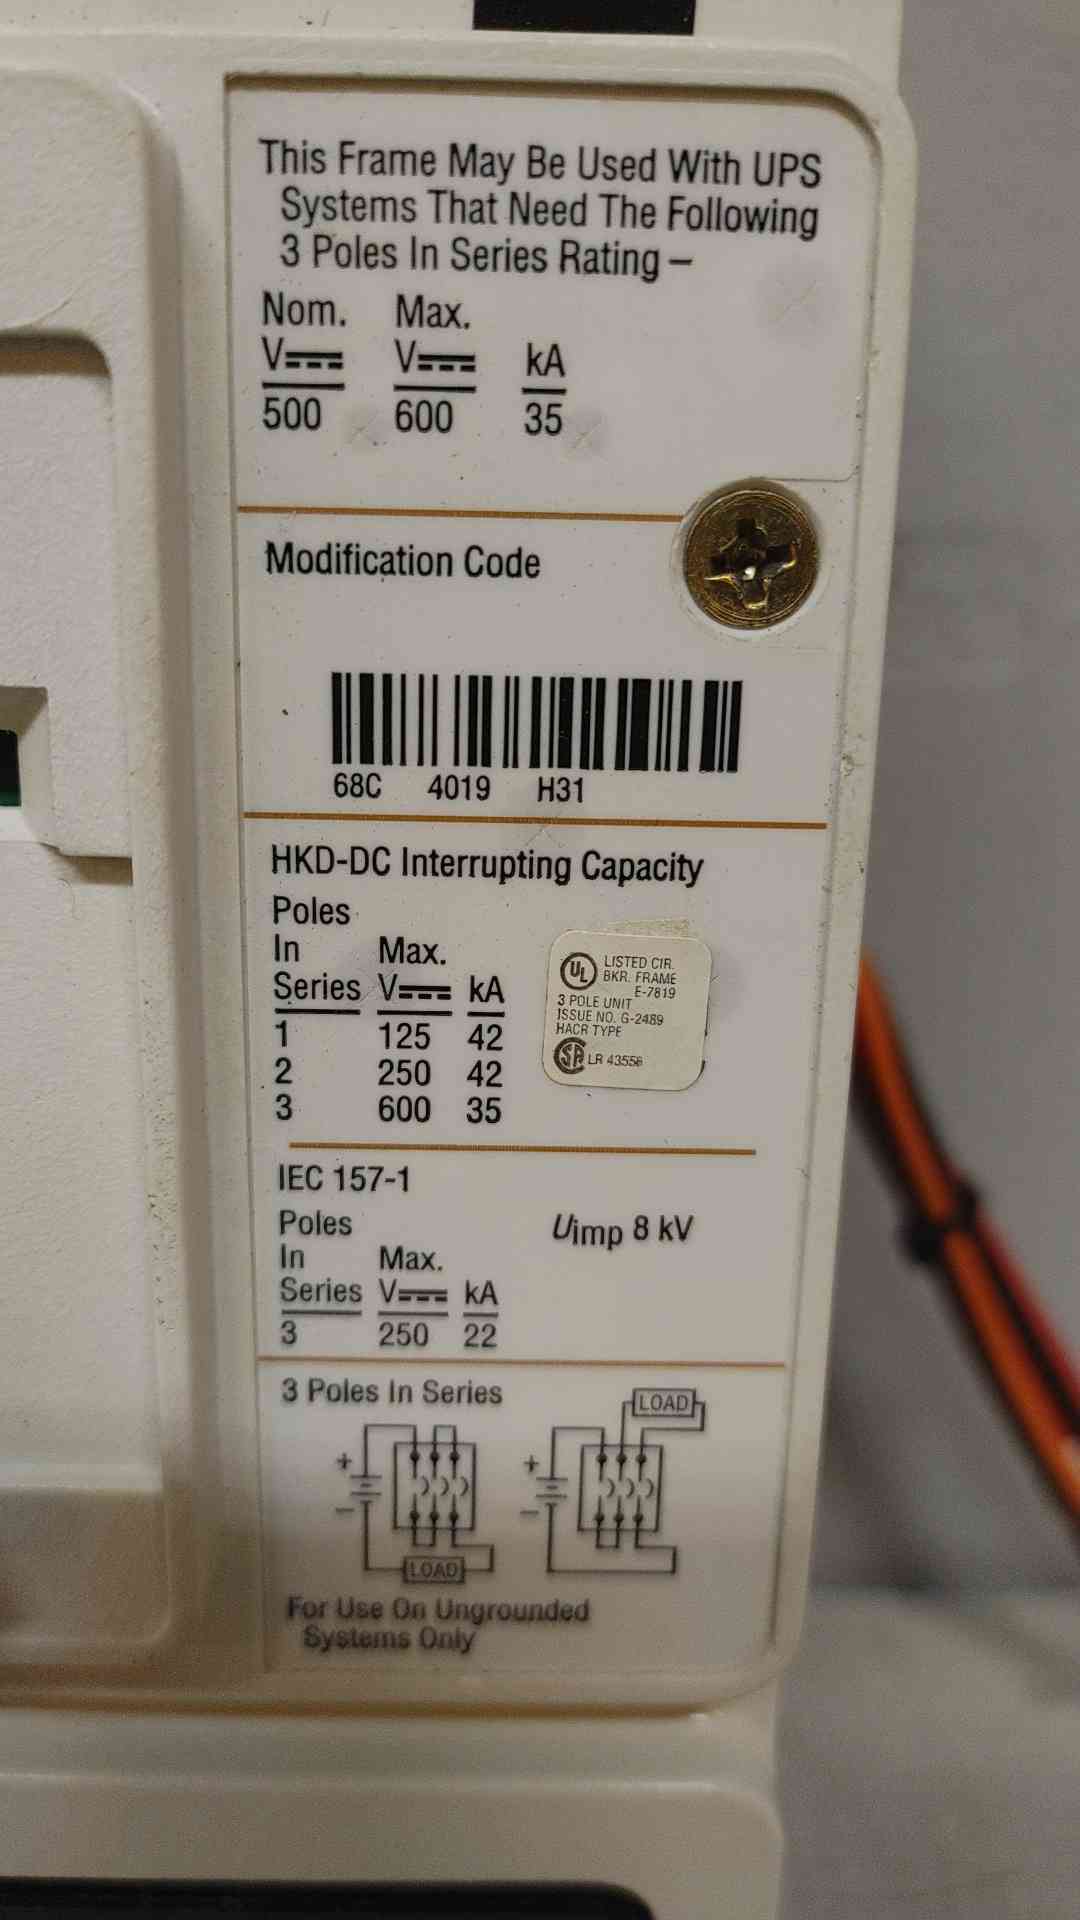 This Frame May Be Used With UPS
Systems That Need The Following
3 Poles In Series Rating –
Nom. Max.
V V kA
500 600 35
Modification Code
68C 4019 H31
HKD-DC Interrupting Capacity
Poles
In Max.
Series V kA
1 125 42
2 250 42
3 600 35
UL LISTED CIR.
BKR. FRAME
E-7819
3 POLE UNIT
ISSUE NO. G-2489
HACR TYPE
SA LR 43556
IEC 157-1
Poles Uimp 8 kV
In Max.
Series V kA
3 250 22
3 Poles In Series
LOAD
+ +
– –
LOAD
For Use On Ungrounded
Systems Only